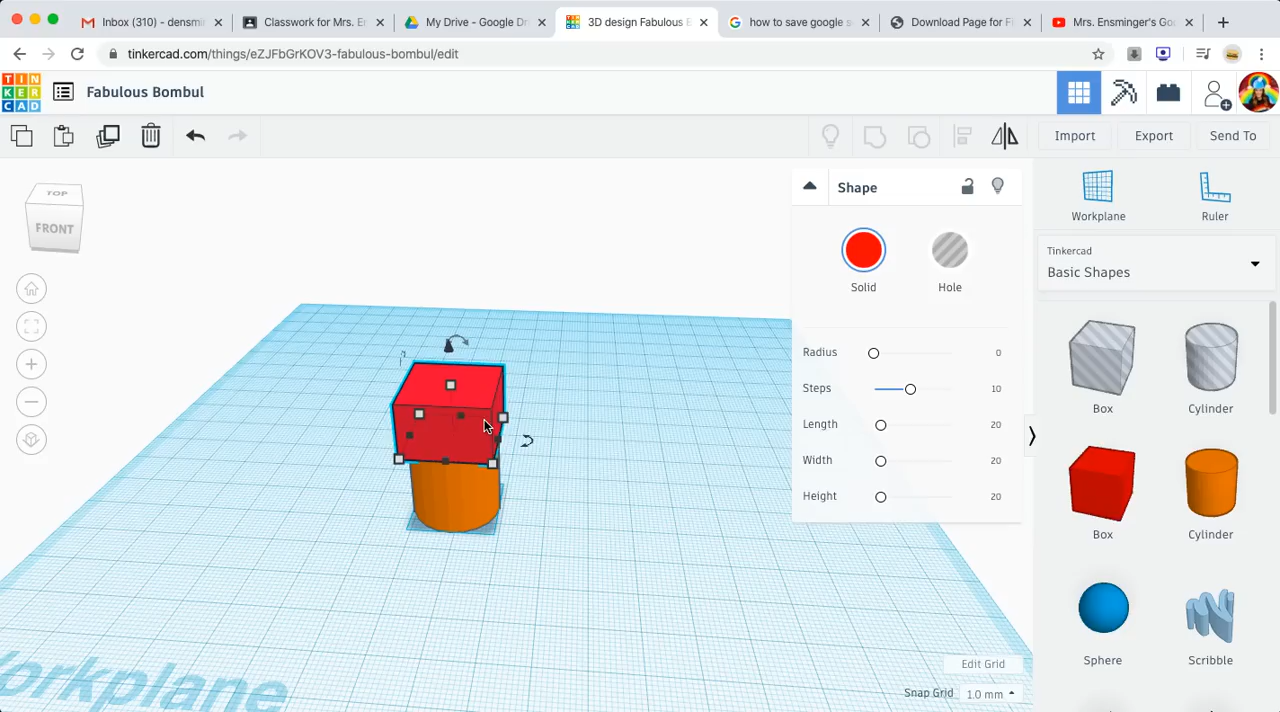 Inbox (310) - densmi
Classwork for Mrs. E
My Drive - Google Dr
3D design Fabulous B
how to save google s
Download Page for F
Mrs. Ensminger's Go
tinkercad.com/things/eZJFbGrKOV3-fabulous-bombul/edit
TIN
KER
CAD
Fabulous Bombul
Import
Export
Send To
TOP
FRONT
Shape
Solid
Hole
Radius 0
Steps 10
Length 20
Width 20
Height 20
Workplane
Ruler
Tinkercad
Basic Shapes
Box
Cylinder
Box
Cylinder
Sphere
Scribble
orkplane
Edit Grid
Snap Grid 1.0 mm